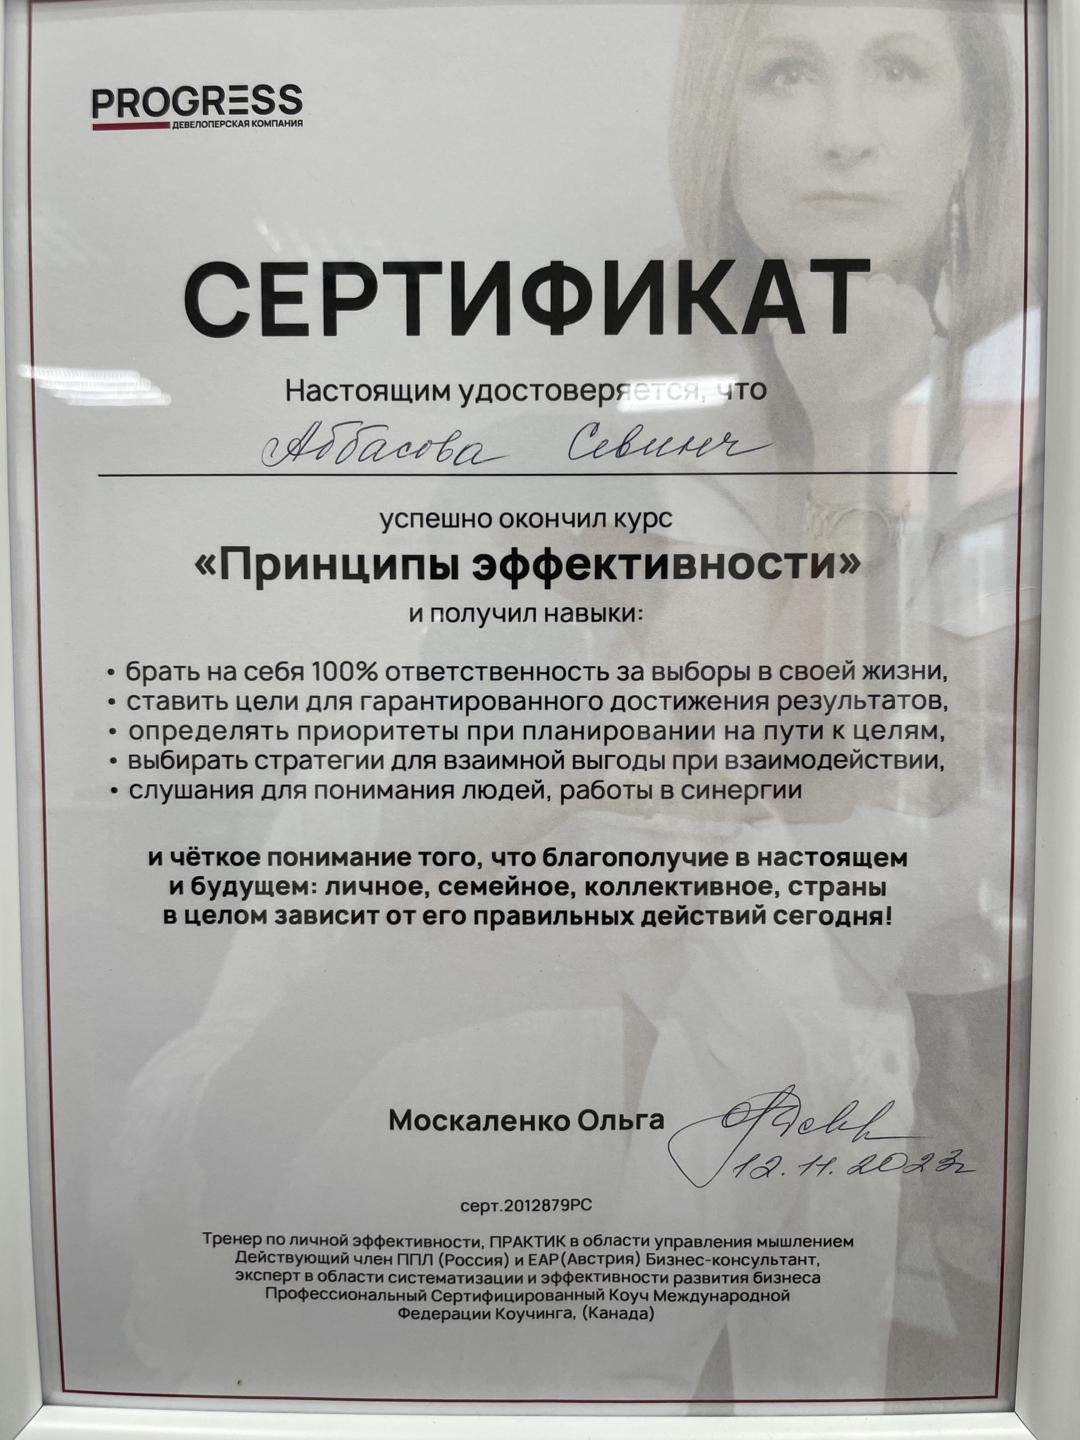 PROGRESS
ДЕВЕЛОПЕРСКАЯ КОМПАНИЯ
СЕРТИФИКАТ
Настоящим удостоверяется, что
Аббасова Севинч
успешно окончил курс
«Принципы эффективности»
и получил навыки:
• брать на себя 100% ответственность за выборы в своей жизни,
• ставить цели для гарантированного достижения результатов,
• определять приоритеты при планировании на пути к целям,
• выбирать стратегии для взаимной выгоды при взаимодействии,
• слушания для понимания людей, работы в синергии
и чёткое понимание того, что благополучие в настоящем
и будущем: личное, семейное, коллективное, страны
в целом зависит от его правильных действий сегодня!
Москаленко Ольга
12.11.2023г
серт.2012879РС
Тренер по личной эффективности, ПРАКТИК в области управления мышлением
Действующий член ППЛ (Россия) и ЕАР(Австрия) Бизнес-консультант,
эксперт в области систематизации и эффективности развития бизнеса
Профессиональный Сертифицированный Коуч Международной
Федерации Коучинга, (Канада)